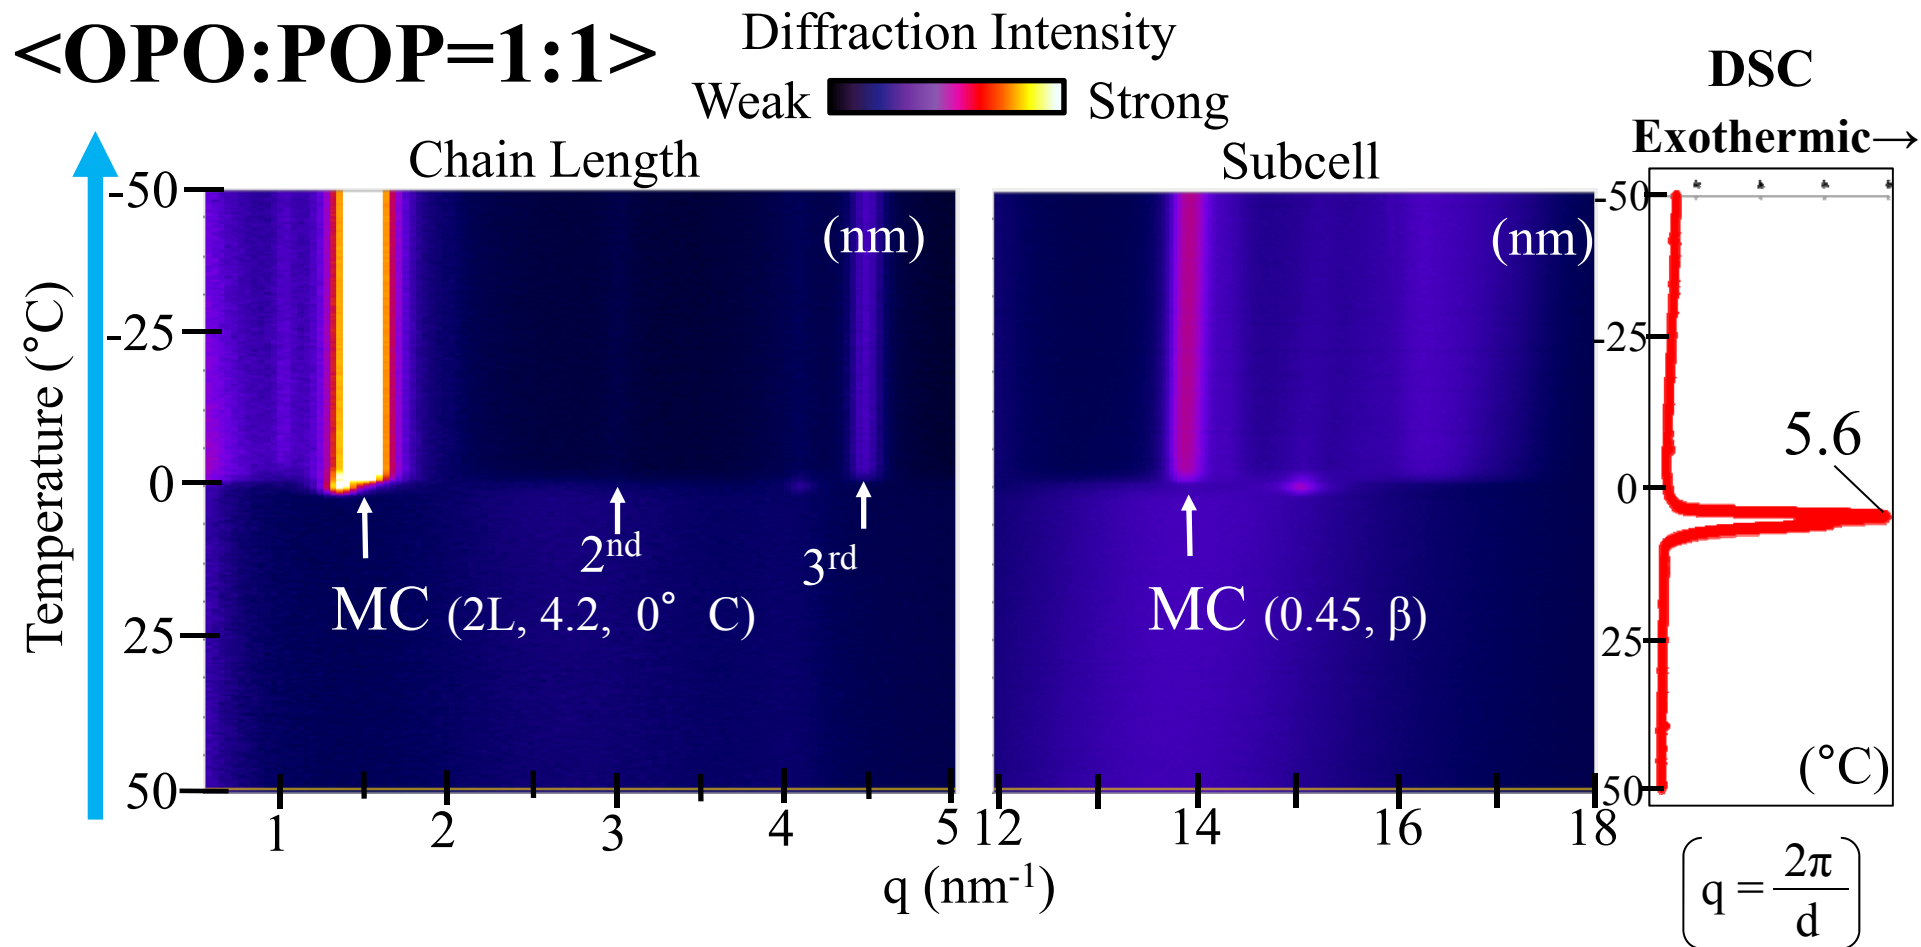 <OPO:POP=1:1>
Diffraction Intensity
Weak
Strong
DSC
Exothermic→
Chain Length
Subcell
Temperature (°C)
-50
-25
0
25
50
(nm)
MC (2L, 4.2, 0° C)
2nd
3rd
1
2
3
4
5
(nm)
MC (0.45, β)
12
14
16
18
q (nm-1)
-50
-25
0
25
50
5.6
(°C)
q = 2π
d